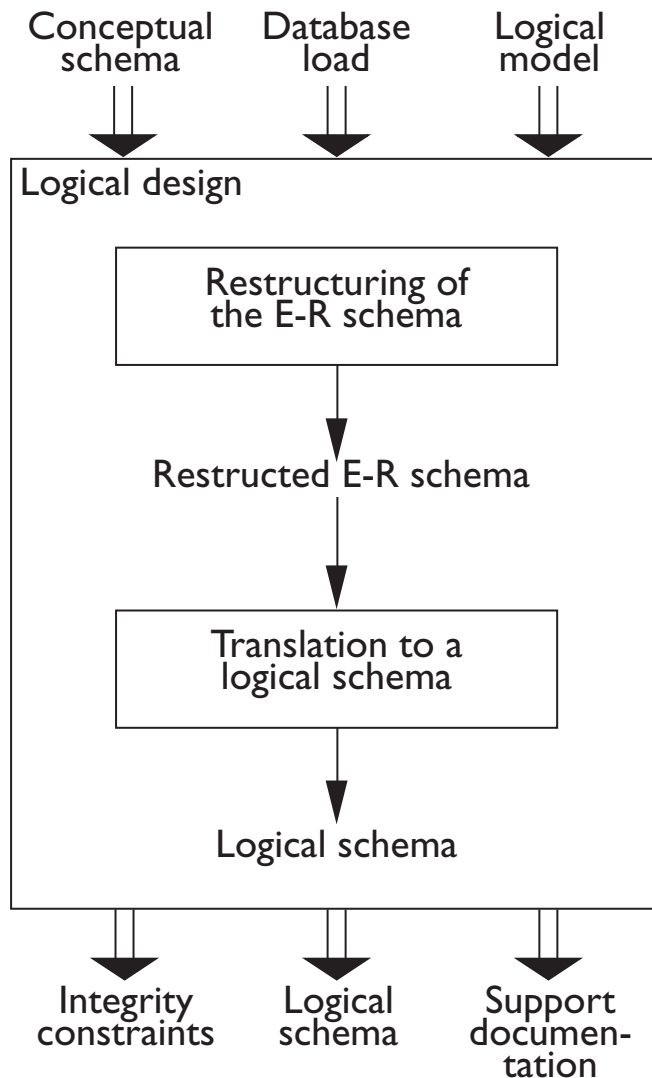 Conceptual
schema
Database
load
Logical
model
Logical design
Restructuring of
the E-R schema
Restructed E-R schema
Translation to a
logical schema
Logical schema
Integrity
constraints
Logical
schema
Support
documen-
tation